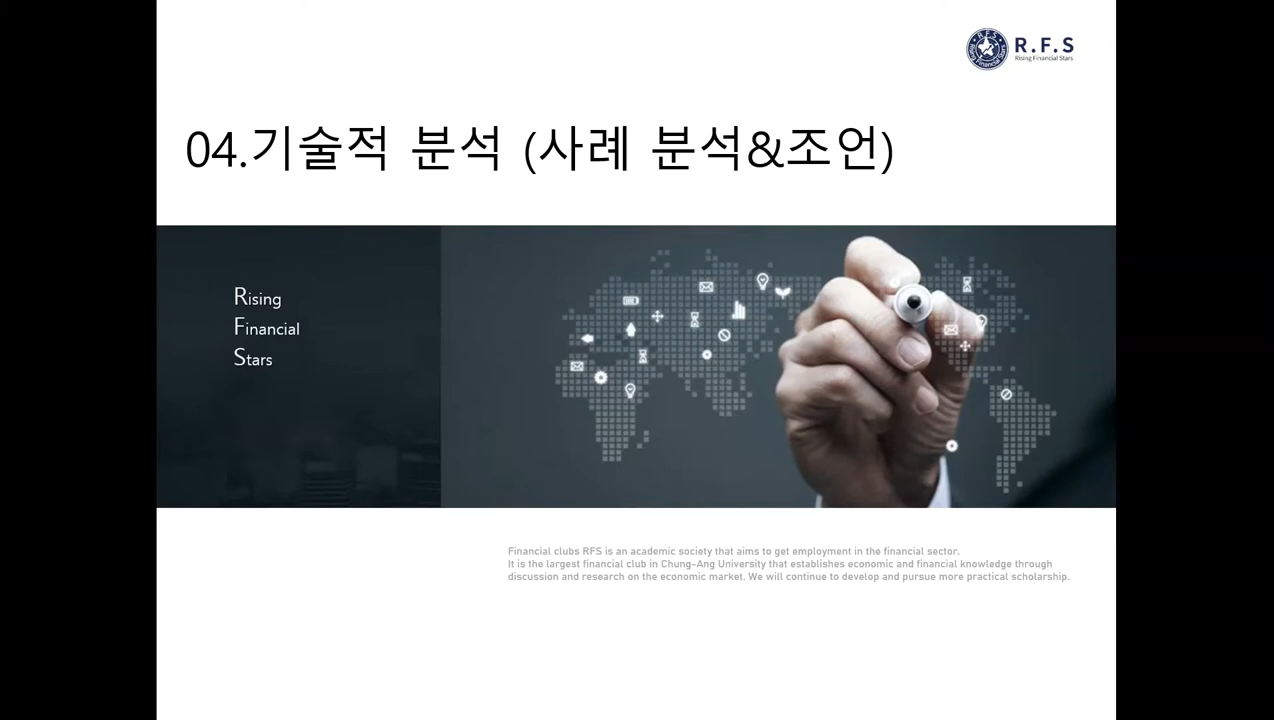 R.F.S
Rising Financial Stars
04.기술적 분석 (사례 분석&조언)
Rising
Financial
Stars
Financial clubs RFS is an academic society that aims to get employment in the financial sector.
It is the largest financial club in Chung-Ang University that establishes economic and financial knowledge through
discussion and research on the economic market. We will continue to develop and pursue more practical scholarship.